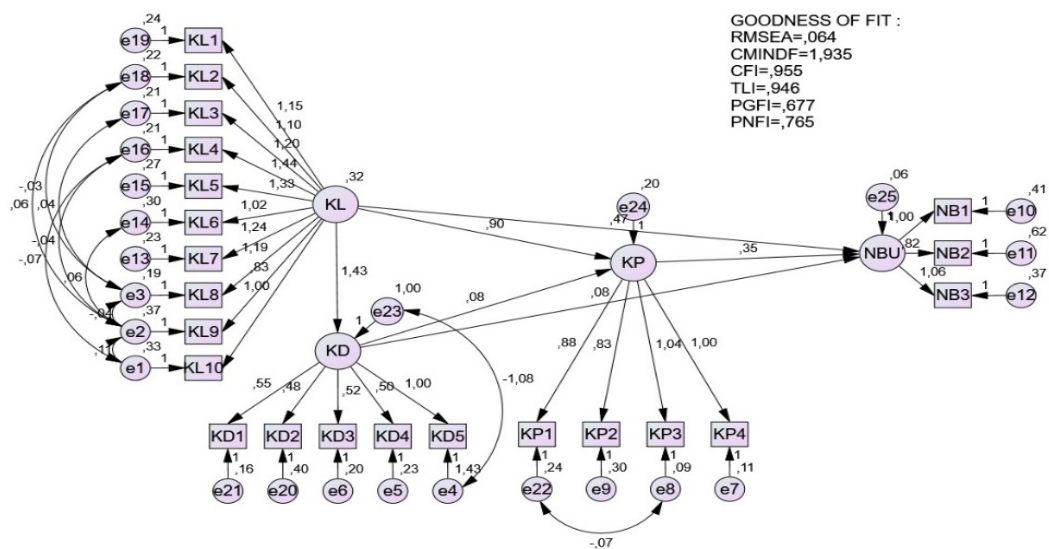 GOODNESS OF FIT :
RMSEA=,064
CMINDF=1,935
CFI=,955
TLI=,946
PGFI=,677
PNFI=,765
,24
e19 1 KL1
,22
e18 1 KL2
,21
e17 1 KL3
,21
e16 1 KL4
,27
e15 1 KL5
,30
e14 1 KL6
,23
e13 1 KL7
,19
e3 1 KL8
,37
e2 1 KL9
,33
e1 1 KL10
1,15
1,10
1,20
1,44
1,33
1,02
1,24
1,19
,83
1,00
-,03
,06
,04
-,04
-,07
,06
-,04
,11
,32
KL
,90
,47
1,43
,20
e24
1
KP
,35
,06
e25
1
NBU
1,00
,82
1,06
NB1 1 e10 ,41
NB2 1 e11 ,62
NB3 1 e12 ,37
1,00
e23
1
KD
,08
,08
-1,08
,55 ,48 ,52 ,50 1,00
KD1 KD2 KD3 KD4 KD5
1 1 1 1 1
,16 ,40 ,20 ,23 1,43
e21 e20 e6 e5 e4
,88 ,83 1,04 1,00
KP1 KP2 KP3 KP4
1 1 1 1
,24 ,30 ,09 ,11
e22 e9 e8 e7
-,07